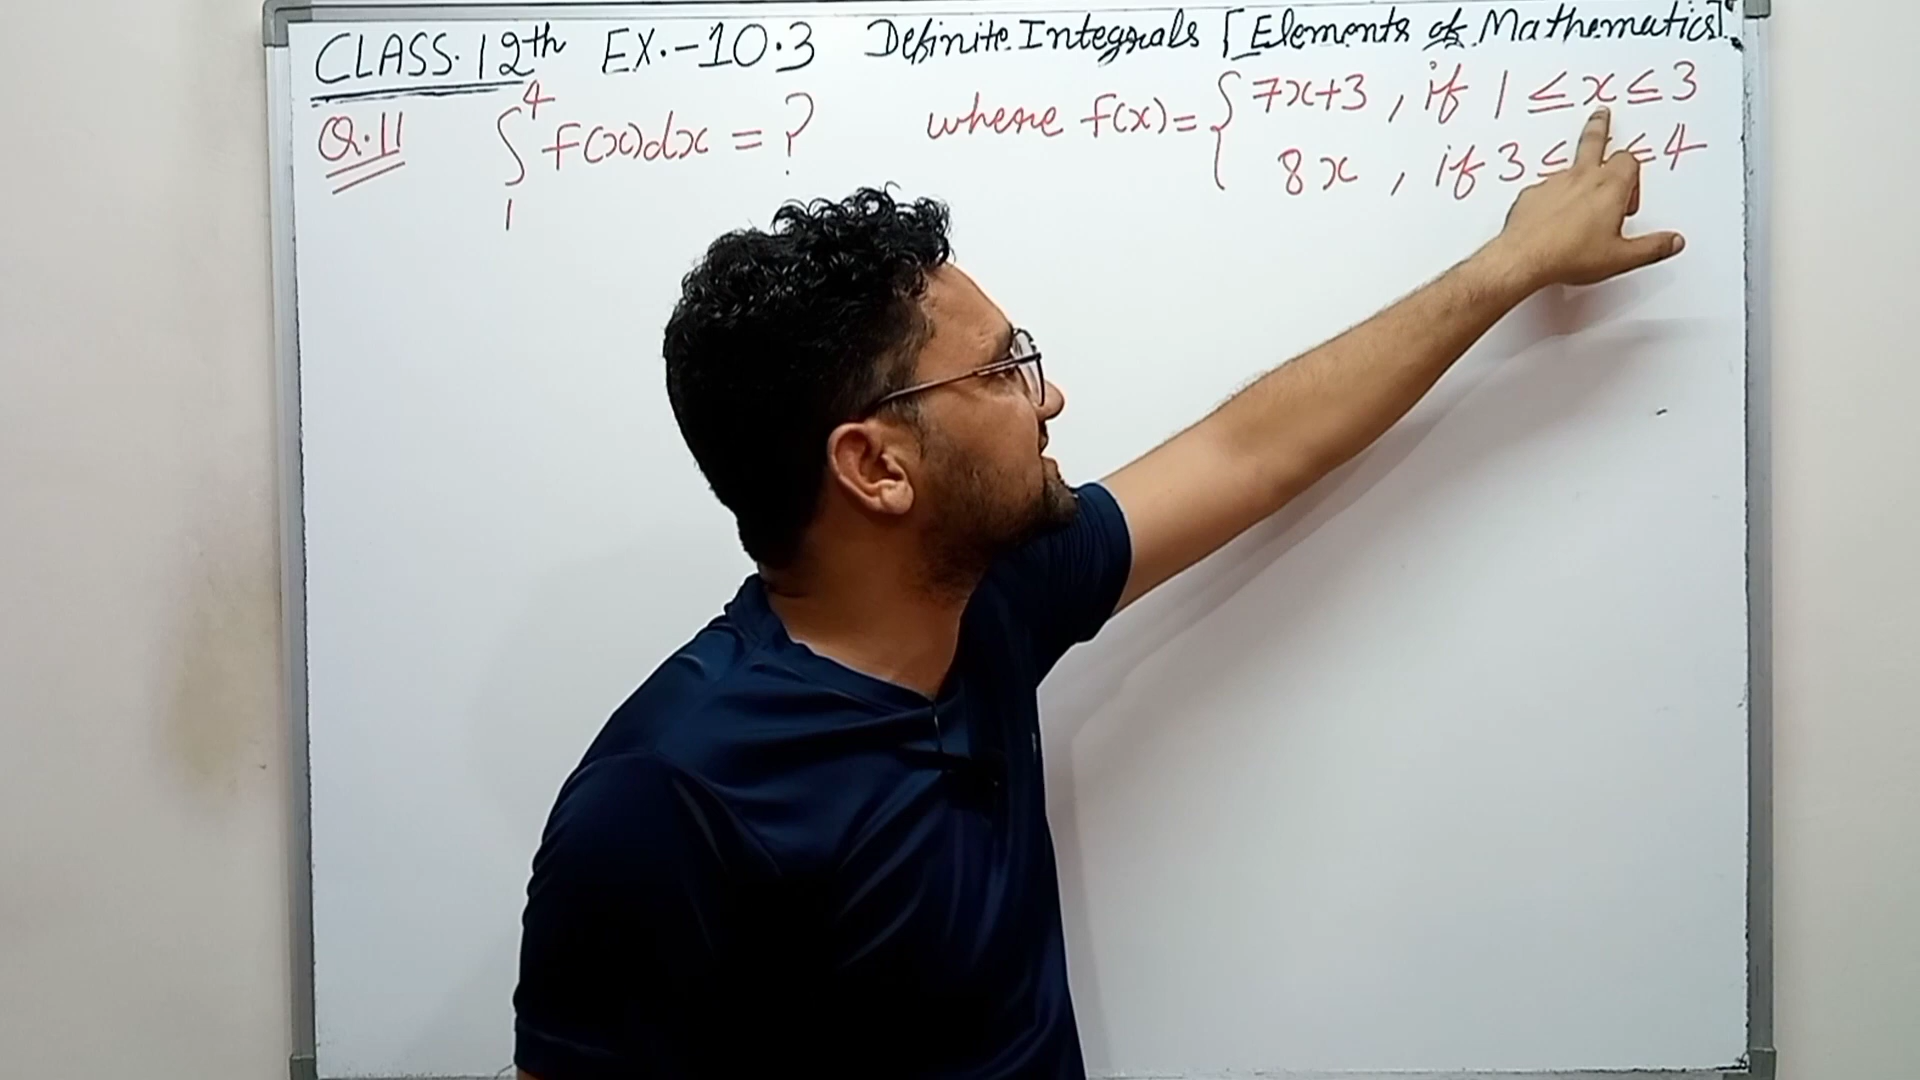 CLASS. 12th EX.-10.3 Definite Integrals [Elements of Mathematics]
Q.11 ∫₁⁴ f(x)dx = ? where f(x)= { 7x+3 , if 1 ≤ x ≤ 3
8x , if 3 ≤ ≤ 4